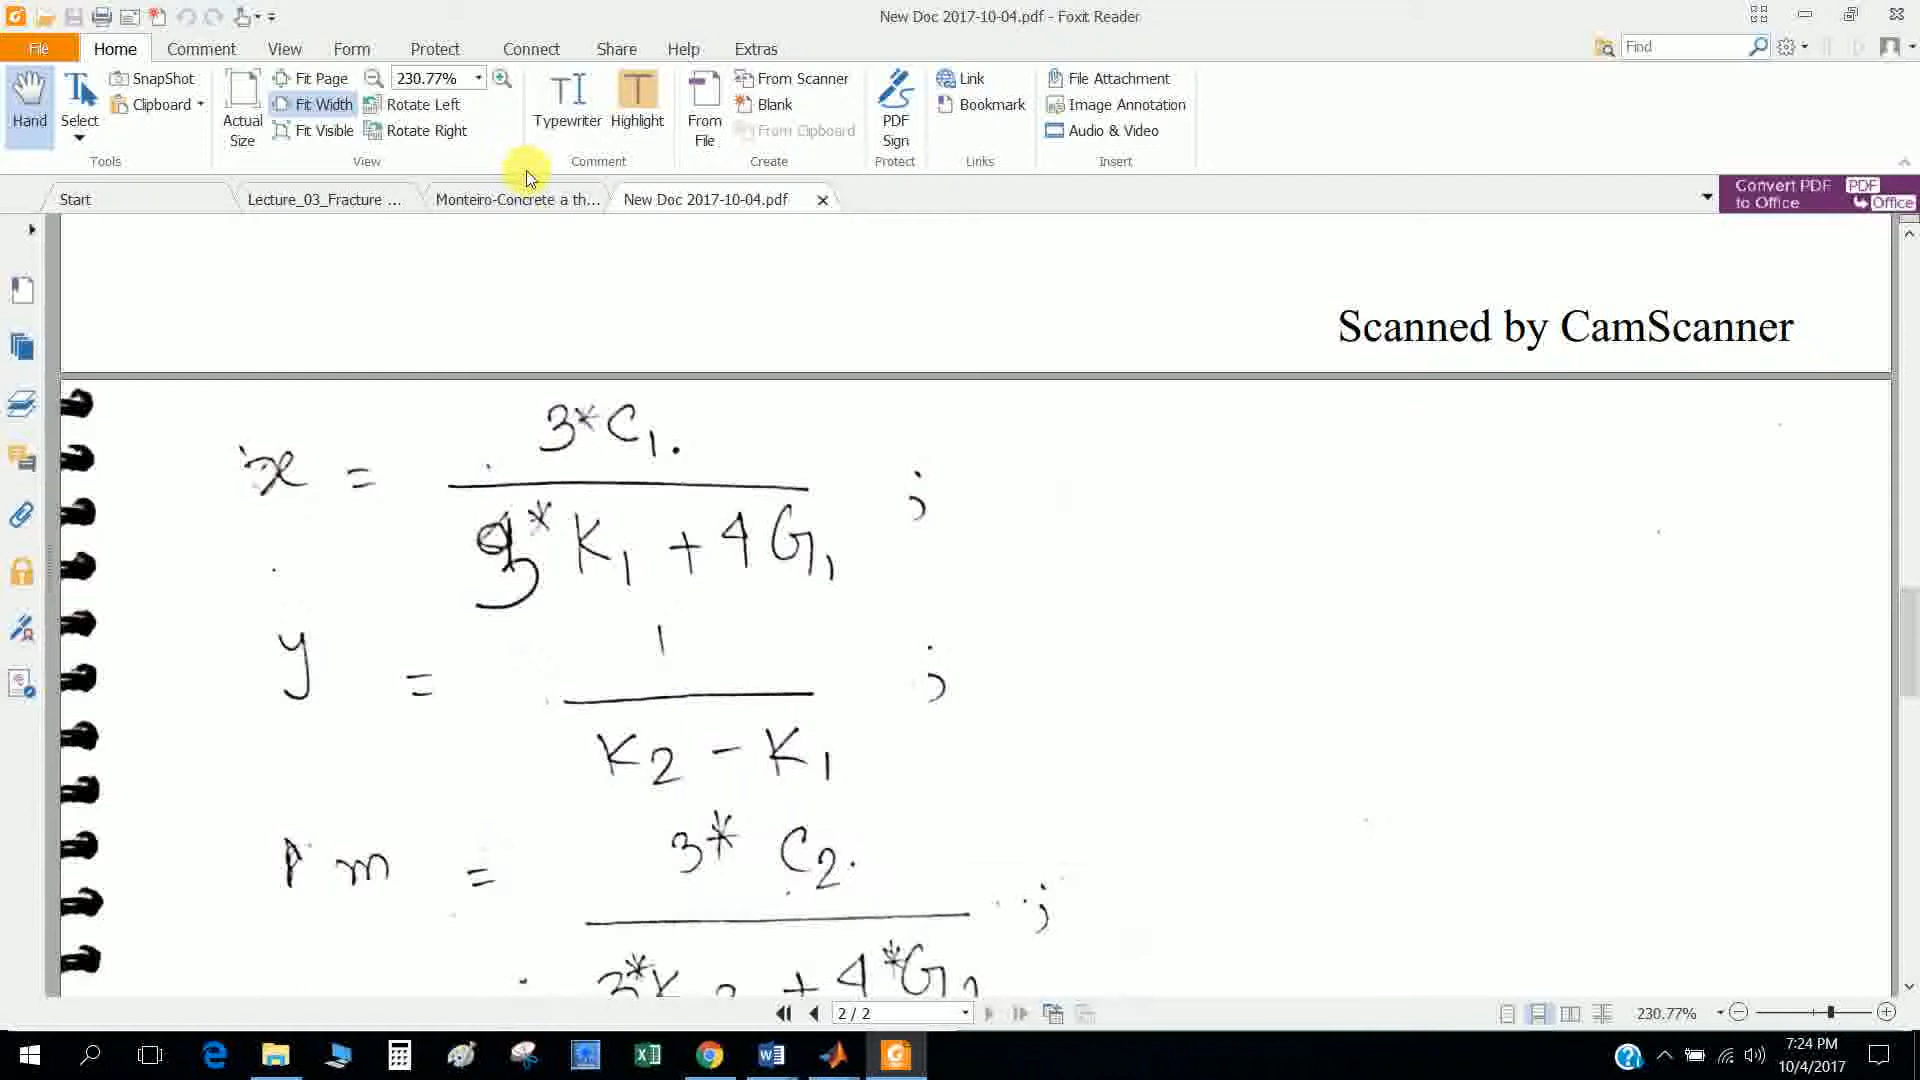 New Doc 2017-10-04.pdf - Foxit Reader
File Home Comment View Form Protect Connect Share Help Extras Find
Hand Select SnapShot Clipboard
Tools
Actual Size Fit Page Fit Width Fit Visible 230.77% Rotate Left Rotate Right
View
Typewriter Highlight
Comment
From File From Scanner Blank From Clipboard
Create
PDF Sign
Protect
Link Bookmark
Links
File Attachment Image Annotation Audio & Video
Insert
Start Lecture_03_Fracture ... Monteiro-Concrete a th... New Doc 2017-10-04.pdf
Convert PDF to Office PDF Office
Scanned by CamScanner
3*C1.
x = ;
3*K1 + 4G1
1
y = ;
K2 - K1
3* C2.
m = ;
3*K2 + 4*G2
2 / 2 230.77%
7:24 PM
10/4/2017